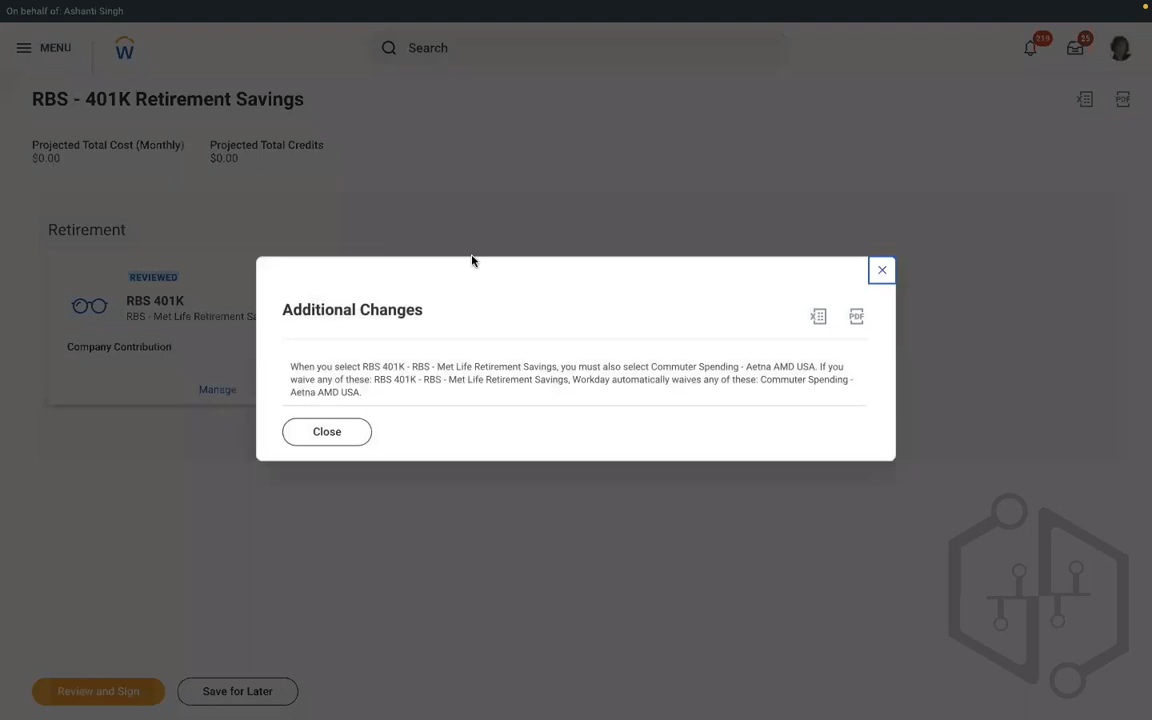 On behalf of: Ashanti Singh
MENU
Search
219
25
RBS - 401K Retirement Savings
PDF
Projected Total Cost (Monthly)
$0.00
Projected Total Credits
$0.00
Retirement
REVIEWED
RBS 401K
RBS - Met Life Retirement Sa
Company Contribution
Manage
Additional Changes
PDF
When you select RBS 401K - RBS - Met Life Retirement Savings, you must also select Commuter Spending - Aetna AMD USA. If you
waive any of these: RBS 401K - RBS - Met Life Retirement Savings, Workday automatically waives any of these: Commuter Spending -
Aetna AMD USA.
Close
Review and Sign
Save for Later